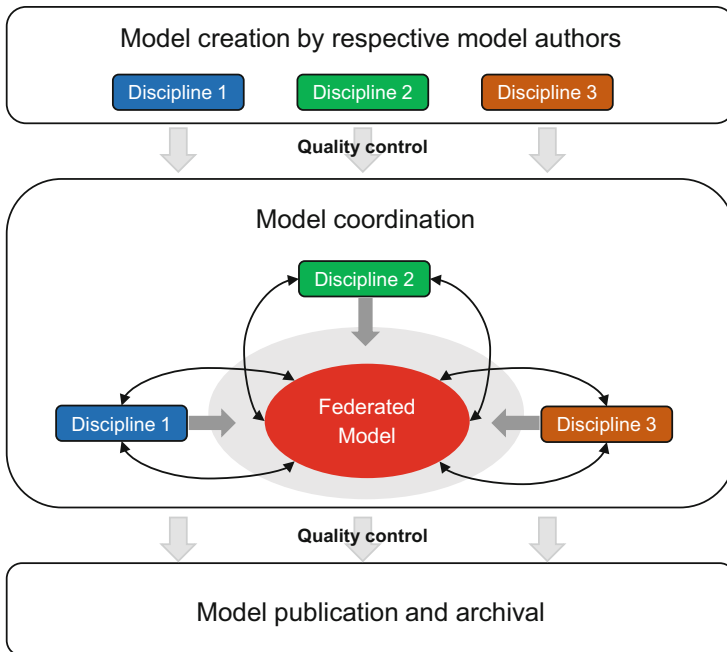 Model creation by respective model authors
Discipline 1
Discipline 2
Discipline 3
Quality control
Model coordination
Discipline 2
Discipline 1
Federated
Model
Discipline 3
Quality control
Model publication and archival